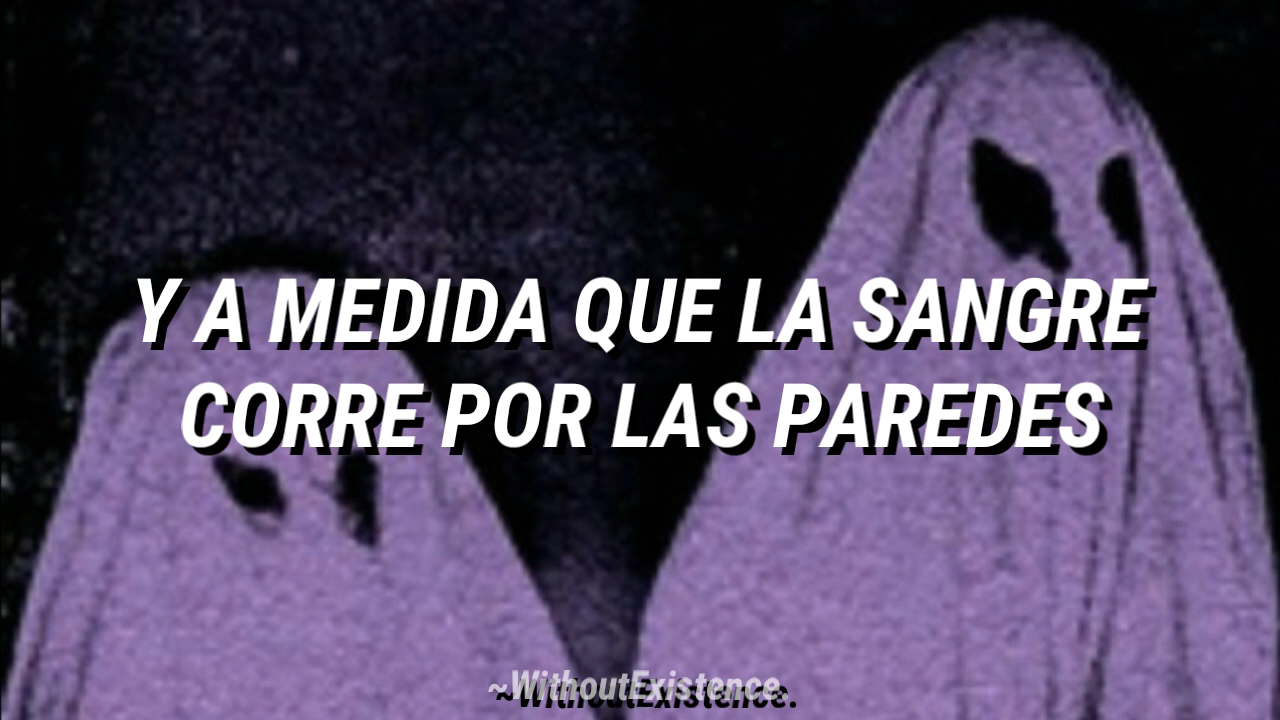 Y A MEDIDA QUE LA SANGRE
CORRE POR LAS PAREDES
~WithoutExistence.